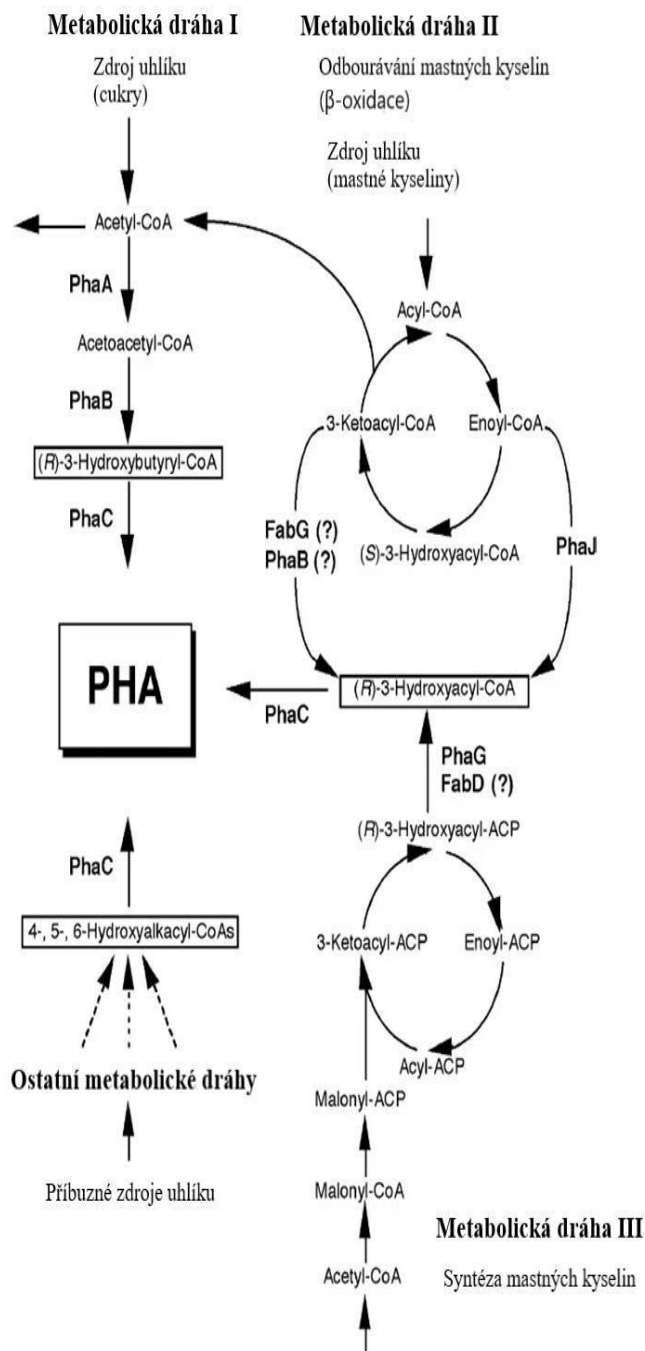 Metabolická dráha I
Zdroj uhlíku
(cukry)
Acetyl-CoA
PhaA
Acetoacetyl-CoA
PhaB
(R)-3-Hydroxybutyryl-CoA
PhaC
PHA
Metabolická dráha II
Odbourávání mastných kyselin
(β-oxidace)
Zdroj uhlíku
(mastné kyseliny)
Acyl-CoA
3-Ketoacyl-CoA
Enoyl-CoA
(S)-3-Hydroxyacyl-CoA
FabG (?)
PhaB (?)
PhaJ
(R)-3-Hydroxyacyl-CoA
PhaC
PhaG
FabD (?)
(R)-3-Hydroxyacyl-ACP
3-Ketoacyl-ACP
Enoyl-ACP
Acyl-ACP
Malonyl-ACP
Malonyl-CoA
Acetyl-CoA
Metabolická dráha III
Syntéza mastných kyselin
PhaC
4-, 5-, 6-Hydroxyalkacyl-CoAs
Ostatní metabolické dráhy
Příbuzné zdroje uhlíku